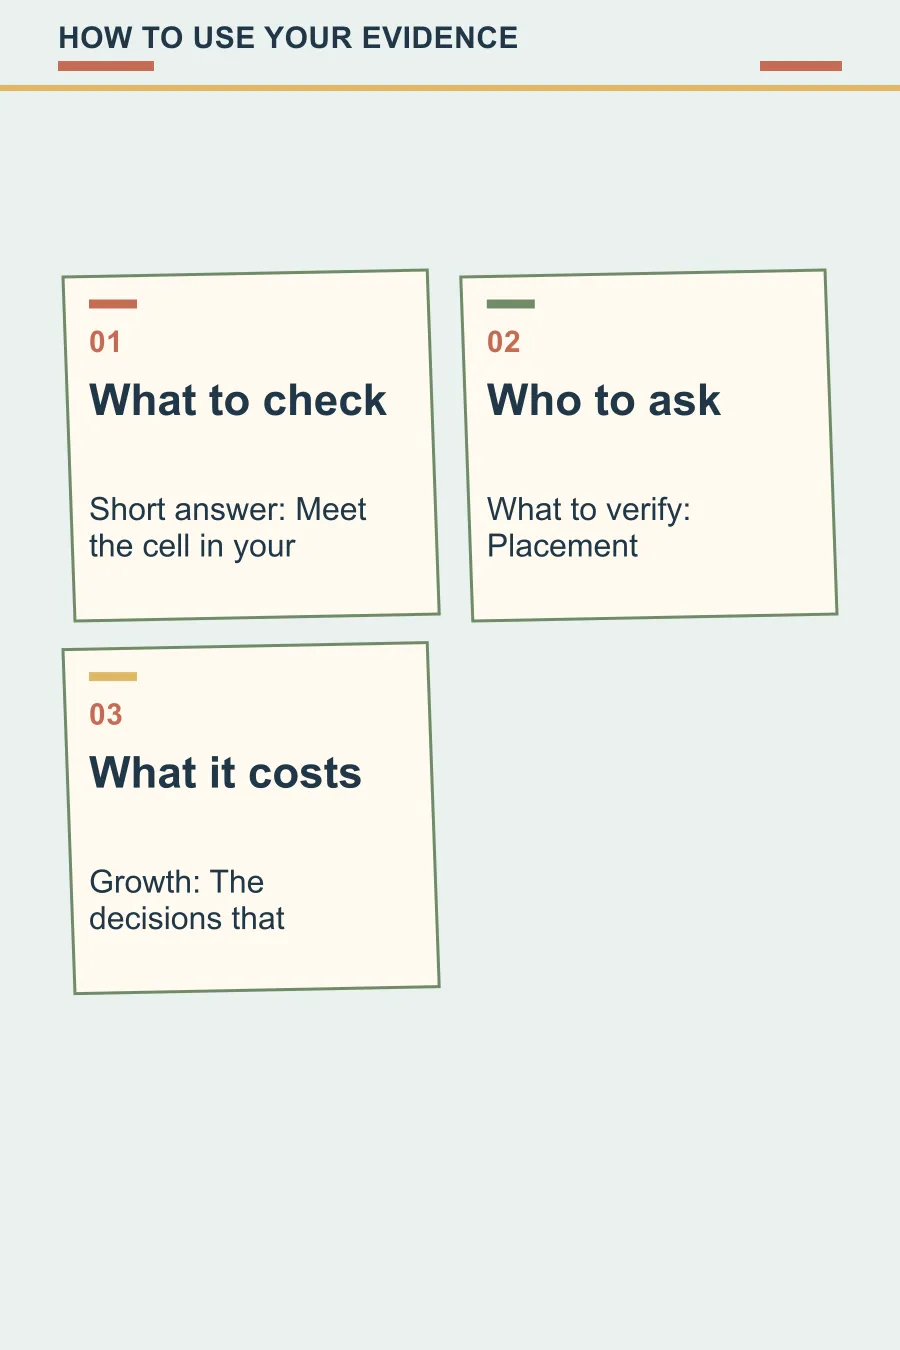 HOW TO USE YOUR EVIDENCE
01
What to check
Short answer: Meet
the cell in your
02
Who to ask
What to verify:
Placement
03
What it costs
Growth: The
decisions that